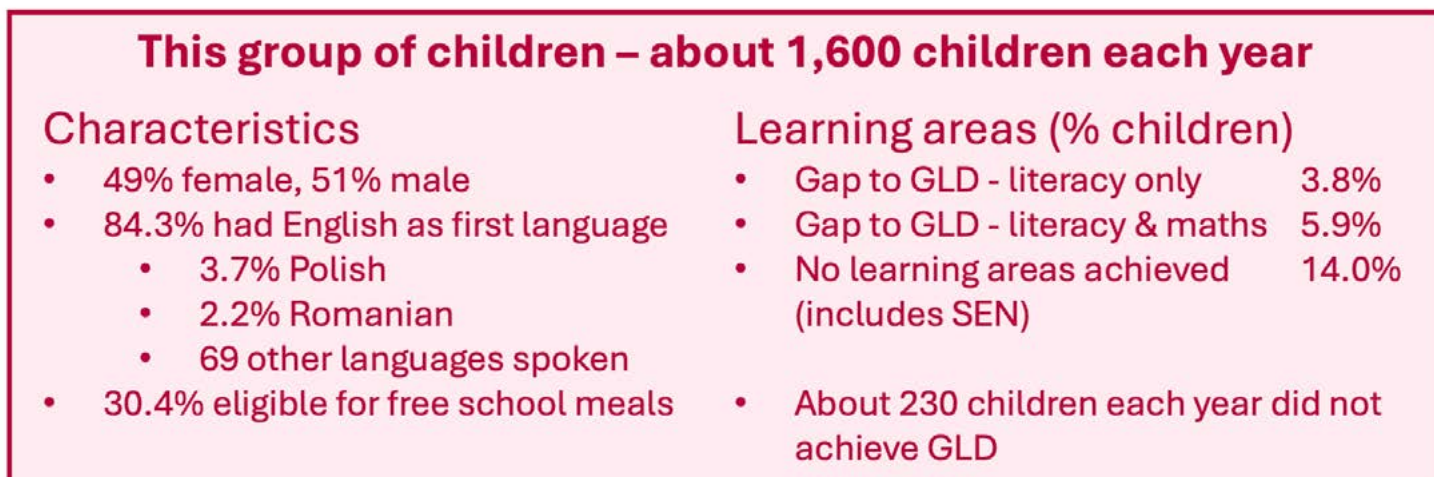 This group of children – about 1,600 children each year
Characteristics
• 49% female, 51% male
• 84.3% had English as first language
• 3.7% Polish
• 2.2% Romanian
• 69 other languages spoken
• 30.4% eligible for free school meals
Learning areas (% children)
• Gap to GLD - literacy only 3.8%
• Gap to GLD - literacy & maths 5.9%
• No learning areas achieved 14.0%
(includes SEN)
• About 230 children each year did not
achieve GLD